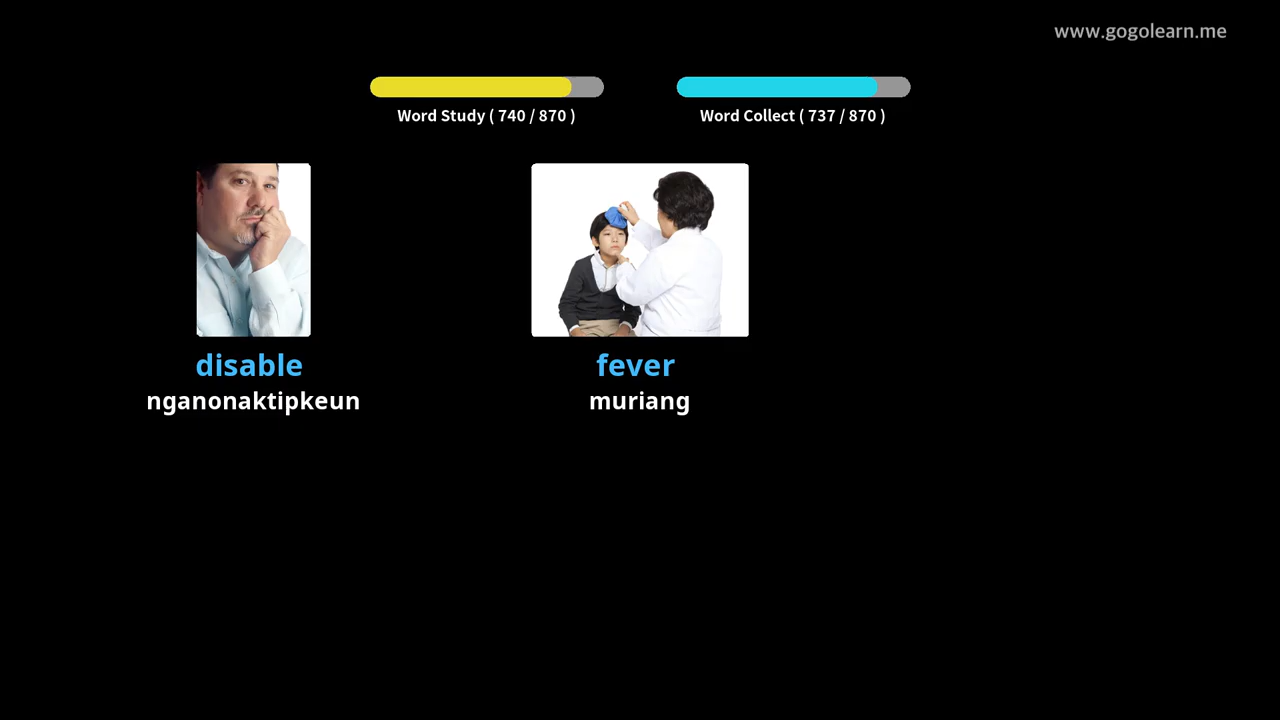 www.gogolearn.me
Word Study ( 740 / 870 )
Word Collect ( 737 / 870 )
disable
nganonaktipkeun
fever
muriang